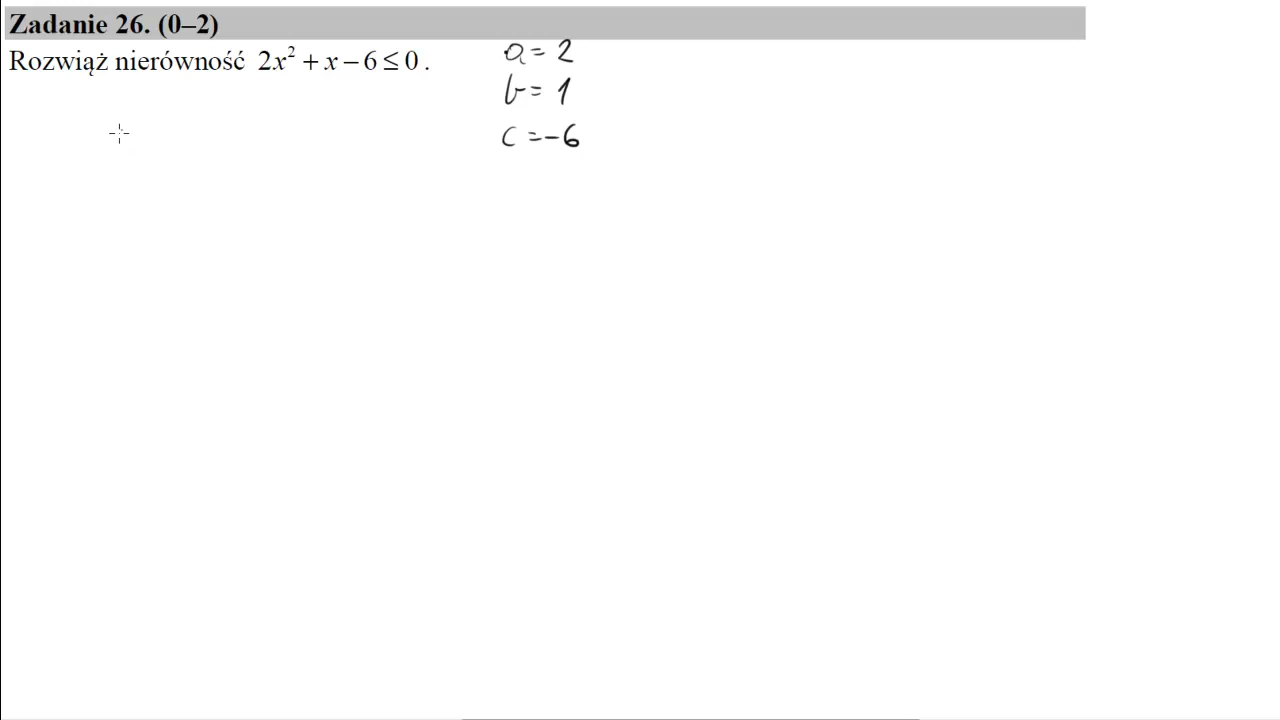 Zadanie 26. (0–2)
Rozwiąż nierówność 2x² + x − 6 ≤ 0 .
a = 2
b = 1
c = −6